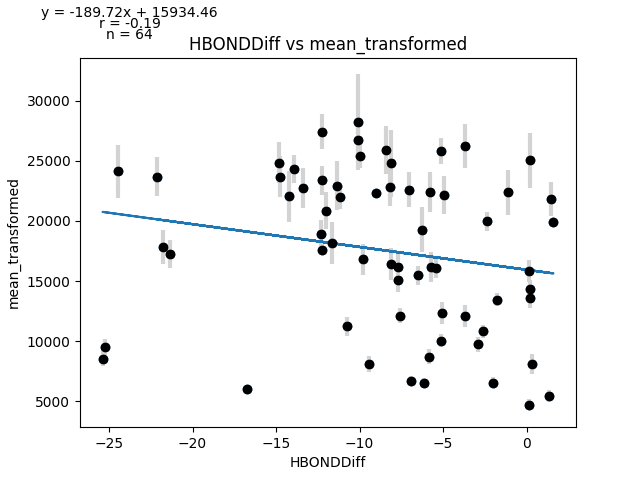 y = -189.72x + 15934.46
r = -0.19
n = 64
HBONDDiff vs mean_transformed
30000
25000
20000
15000
10000
5000
mean_transformed
−25
−20
−15
−10
−5
0
HBONDDiff